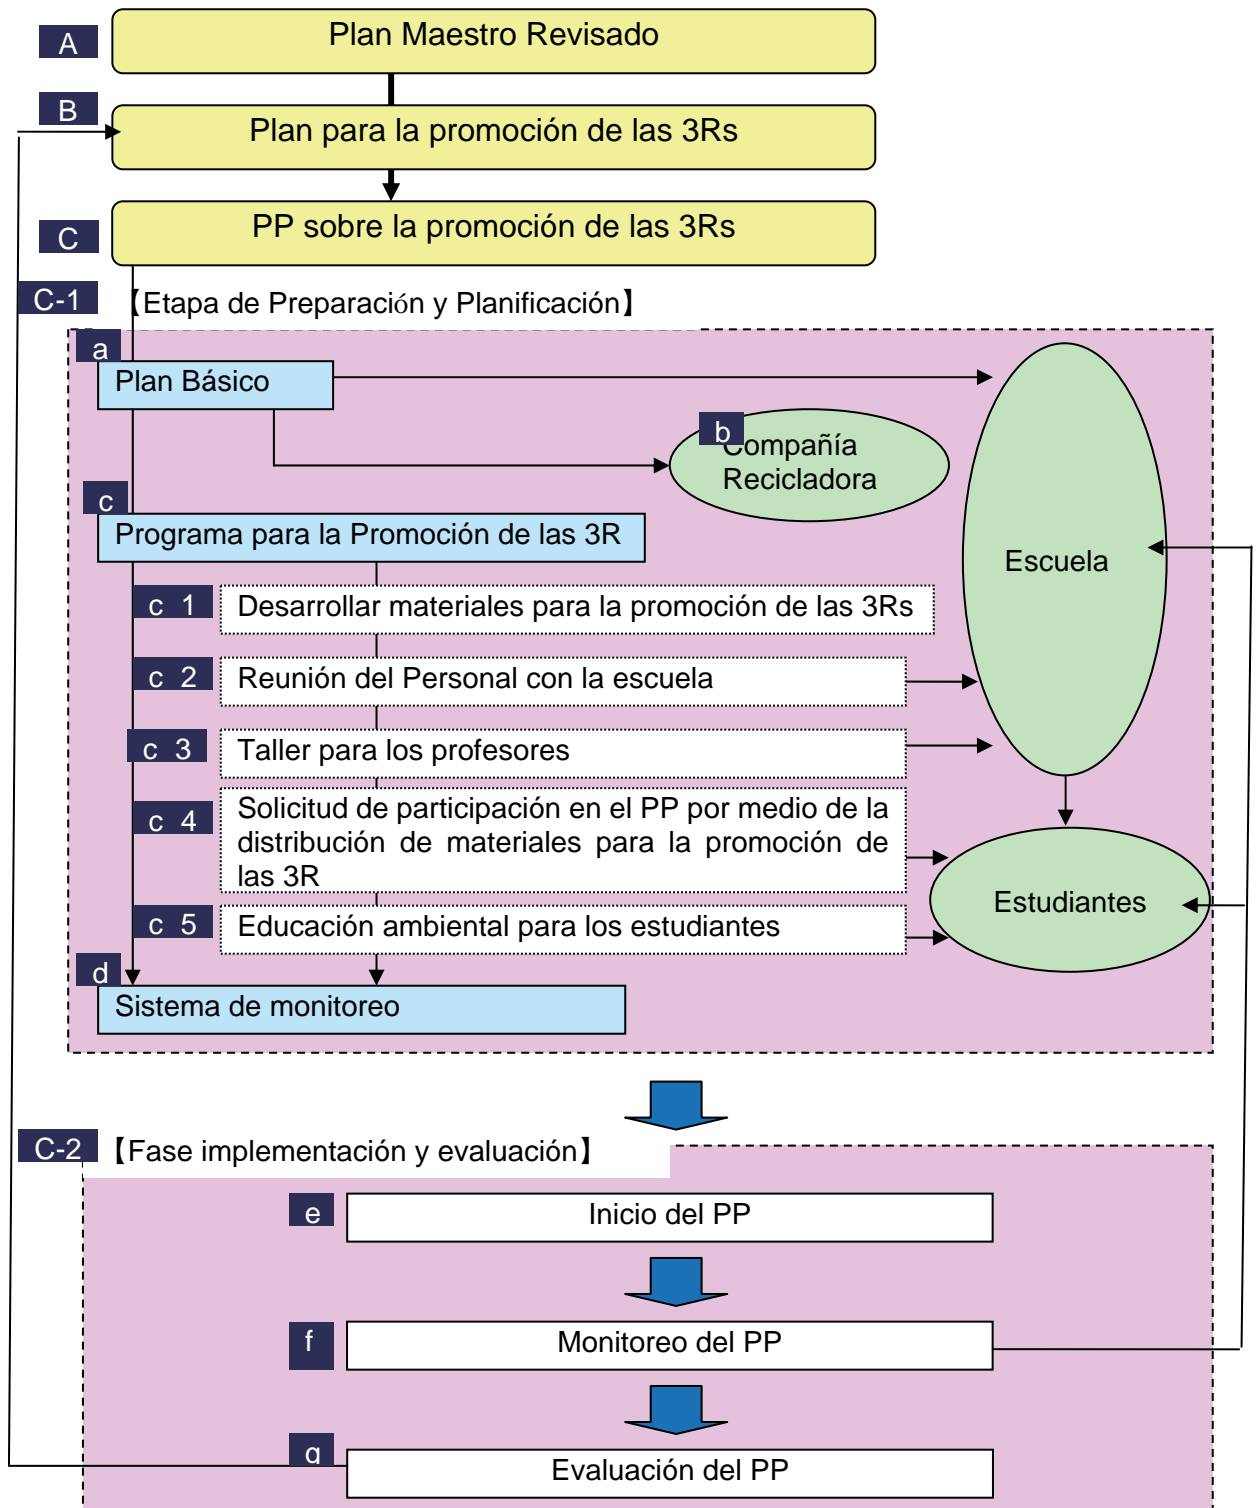 A
Plan Maestro Revisado
B
Plan para la promoción de las 3Rs
C
PP sobre la promoción de las 3Rs
C-1
【Etapa de Preparación y Planificación】
a
Plan Básico
b
Compañía
Recicladora
c
Programa para la Promoción de las 3R
Escuela
c 1
Desarrollar materiales para la promoción de las 3Rs
c 2
Reunión del Personal con la escuela
c 3
Taller para los profesores
c 4
Solicitud de participación en el PP por medio de la
distribución de materiales para la promoción de
las 3R
Estudiantes
c 5
Educación ambiental para los estudiantes
d
Sistema de monitoreo
C-2
【Fase implementación y evaluación】
e
Inicio del PP
f
Monitoreo del PP
g
Evaluación del PP